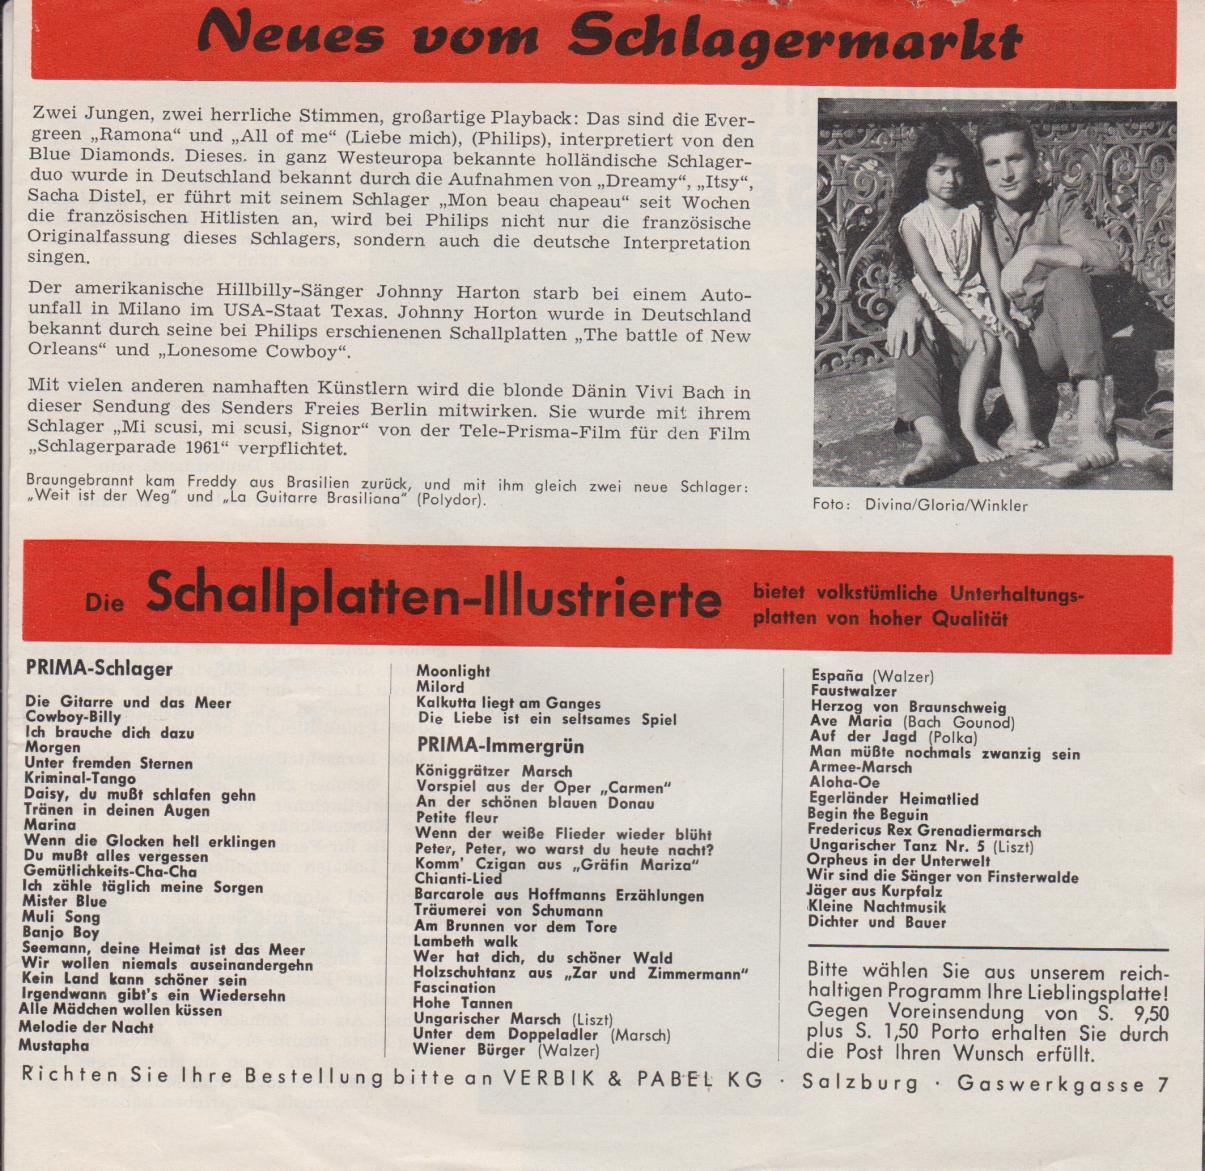 Neues vom Schlagermarkt
Zwei Jungen, zwei herrliche Stimmen, großartige Playback: Das sind die Ever-
green „Ramona“ und „All of me“ (Liebe mich), (Philips), interpretiert von den
Blue Diamonds. Dieses. in ganz Westeuropa bekannte holländische Schlager-
duo wurde in Deutschland bekannt durch die Aufnahmen von „Dreamy“, „Itsy“,
Sacha Distel, er führt mit seinem Schlager „Mon beau chapeau“ seit Wochen
die französischen Hitlisten an, wird bei Philips nicht nur die französische
Originalfassung dieses Schlagers, sondern auch die deutsche Interpretation
singen.
Der amerikanische Hillbilly-Sänger Johnny Harton starb bei einem Auto-
unfall in Milano im USA-Staat Texas. Johnny Horton wurde in Deutschland
bekannt durch seine bei Philips erschienenen Schallplatten „The battle of New
Orleans“ und „Lonesome Cowboy“.
Mit vielen anderen namhaften Künstlern wird die blonde Dänin Vivi Bach in
dieser Sendung des Senders Freies Berlin mitwirken. Sie wurde mit ihrem
Schlager „Mi scusi, mi scusi, Signor“ von der Tele-Prisma-Film für den Film
„Schlagerparade 1961“ verpflichtet.
Braungebrannt kam Freddy aus Brasilien zurück, und mit ihm gleich zwei neue Schlager:
„Weit ist der Weg“ und „La Guitarre Brasiliana“ (Polydor).
Foto: Divina/Gloria/Winkler
Die Schallplatten-Illustrierte
bietet volkstümliche Unterhaltungs-
platten von hoher Qualität
PRIMA-Schlager
Die Gitarre und das Meer
Cowboy-Billy
Ich brauche dich dazu
Morgen
Unter fremden Sternen
Kriminal-Tango
Daisy, du mußt schlafen gehn
Tränen in deinen Augen
Marina
Wenn die Glocken hell erklingen
Du mußt alles vergessen
Gemütlichkeits-Cha-Cha
Ich zähle täglich meine Sorgen
Mister Blue
Muli Song
Banjo Boy
Seemann, deine Heimat ist das Meer
Wir wollen niemals auseinandergehn
Kein Land kann schöner sein
Irgendwann gibt's ein Wiedersehn
Alle Mädchen wollen küssen
Melodie der Nacht
Mustapha
Moonlight
Milord
Kalkutta liegt am Ganges
Die Liebe ist ein seltsames Spiel
PRIMA-Immergrün
Königgrätzer Marsch
Vorspiel aus der Oper „Carmen“
An der schönen blauen Donau
Petite fleur
Wenn der weiße Flieder wieder blüht
Peter, Peter, wo warst du heute nacht?
Komm' Czigan aus „Gräfin Mariza“
Chianti-Lied
Barcarole aus Hoffmanns Erzählungen
Träumerei von Schumann
Am Brunnen vor dem Tore
Lambeth walk
Wer hat dich, du schöner Wald
Holzschuhtanz aus „Zar und Zimmermann“
Fascination
Hohe Tannen
Ungarischer Marsch (Liszt)
Unter dem Doppeladler (Marsch)
Wiener Bürger (Walzer)
España (Walzer)
Faustwalzer
Herzog von Braunschweig
Ave Maria (Bach Gounod)
Auf der Jagd (Polka)
Man müßte nochmals zwanzig sein
Armee-Marsch
Aloha-Oe
Egerländer Heimatlied
Begin the Beguin
Fredericus Rex Grenadiermarsch
Ungarischer Tanz Nr. 5 (Liszt)
Orpheus in der Unterwelt
Wir sind die Sänger von Finsterwalde
Jäger aus Kurpfalz
Kleine Nachtmusik
Dichter und Bauer
Bitte wählen Sie aus unserem reich-
haltigen Programm Ihre Lieblingsplatte!
Gegen Voreinsendung von S. 9,50
plus S. 1,50 Porto erhalten Sie durch
die Post Ihren Wunsch erfüllt.
Richten Sie Ihre Bestellung bitte an VERBIK & PABEL KG · Salzburg · Gaswerkgasse 7